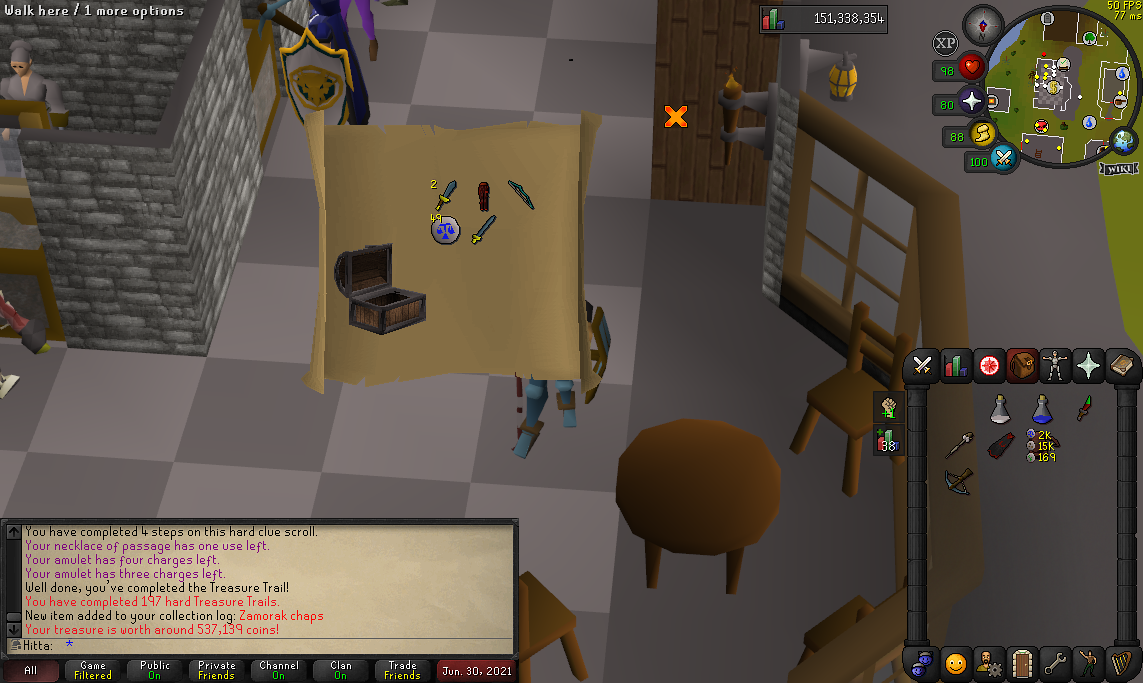 Walk here / 1 more options
151,338,354
50 FPS
77 ms
XP
98
80
88
100
WIKI
2
49
2K
15K
169
38
You have completed 4 steps on this hard clue scroll.
Your necklace of passage has one use left.
Your amulet has four charges left.
Your amulet has three charges left.
Well done, you've completed the Treasure Trail!
You have completed 197 hard Treasure Trails.
New item added to your collection log: Zamorak chaps
Your treasure is worth around 537,139 coins!
Hitta: *
All
Game
Filtered
Public
On
Private
Friends
Channel
On
Clan
On
Trade
Friends
Jun. 30, 2021